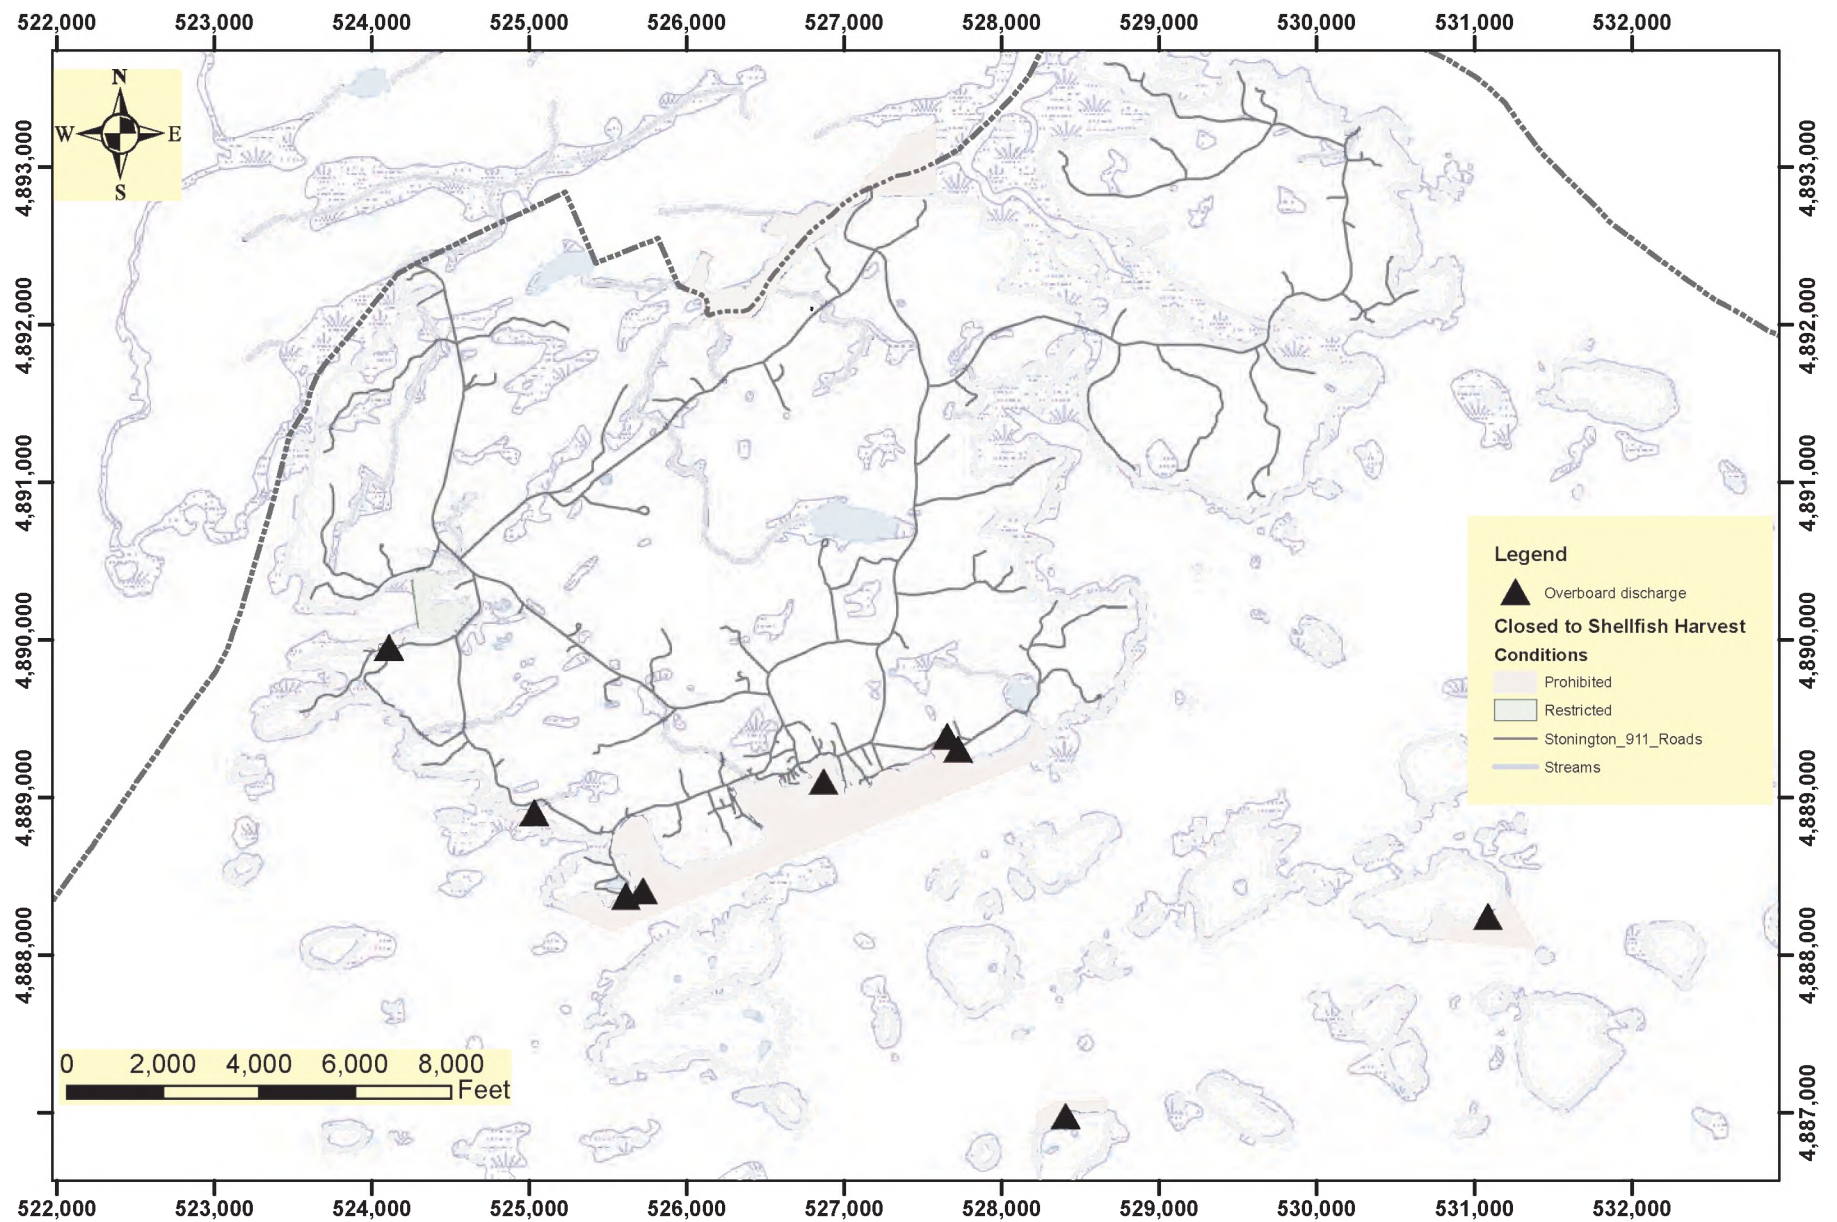 522,000 523,000 524,000 525,000 526,000 527,000 528,000 529,000 530,000 531,000 532,000
N
W E
S
4,893,000 4,893,000
4,892,000 4,892,000
4,891,000 4,891,000
4,890,000 4,890,000
4,889,000 4,889,000
4,888,000 4,888,000
4,887,000
Legend
Overboard discharge
Closed to Shellfish Harvest
Conditions
Prohibited
Restricted
Stonington_911_Roads
Streams
0 2,000 4,000 6,000 8,000
Feet
522,000 523,000 524,000 525,000 526,000 527,000 528,000 529,000 530,000 531,000 532,000